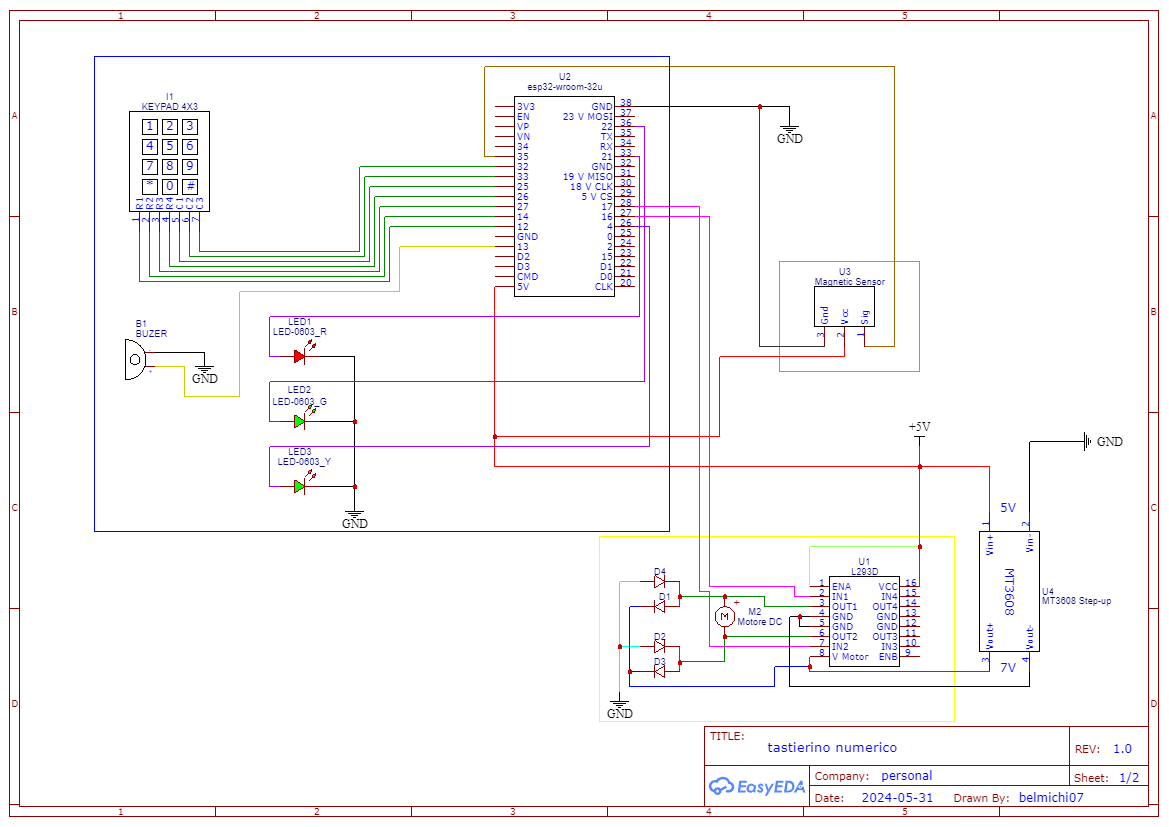 1 2 3 4 5
A A
B B
C C
D D
1 2 3 4 5
I1
KEYPAD 4X3
1 2 3
4 5 6
7 8 9
* 0 #
R1 R2 R3 R4 C1 C2 C3
1 2 3 4 5 6 7
U2
esp32-wroom-32u
3V3 GND 38
EN 23 V MOSI 37
VP 22 36
VN TX 35
34 RX 34
35 21 33
32 GND 32
33 19 V MISO 31
25 18 V CLK 30
26 5 V CS 29
27 17 28
14 16 27
12 4 26
GND 0 25
13 2 24
D2 15 23
D3 D1 22
CMD D0 21
5V CLK 20
GND
U3
Magnetic Sensor
Gnd Vcc Sig
3 2 1
B1
BUZER
- +
GND
LED1
LED-0603_R
LED2
LED-0603_G
LED3
LED-0603_Y
GND
+5V
GND
5V
1 2
Vin+ Vin-
MT3608
U4
MT3608 Step-up
Vout+ Vout-
3 4
7V
U1
L293D
1 ENA VCC 16
2 IN1 IN4 15
3 OUT1 OUT4 14
4 GND GND 13
5 GND GND 12
6 OUT2 OUT3 11
7 IN2 IN3 10
8 V Motor ENB 9
D4
D1
D2
D3
M
+
M2
Motore DC
GND
TITLE:
tastierino numerico
REV: 1.0
EasyEDA
Company: personal
Sheet: 1/2
Date: 2024-05-31 Drawn By: belmichi07